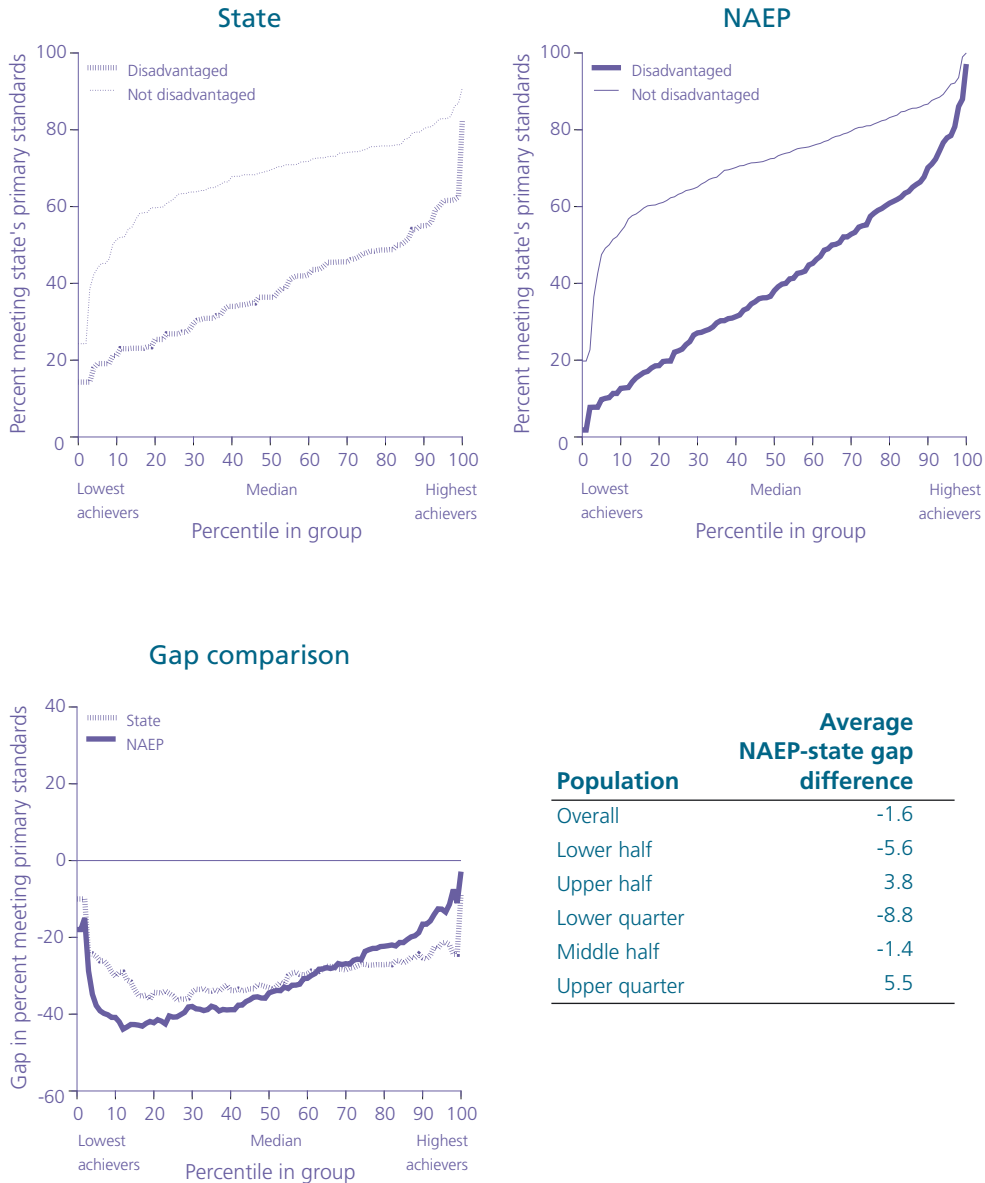 State
Percent meeting state's primary standards
100
80
60
40
20
0
Disadvantaged
Not disadvantaged
0 10 20 30 40 50 60 70 80 90 100
Lowest achievers
Median
Highest achievers
Percentile in group
NAEP
Percent meeting state's primary standards
100
80
60
40
20
0
Disadvantaged
Not disadvantaged
0 10 20 30 40 50 60 70 80 90 100
Lowest achievers
Median
Highest achievers
Percentile in group
Gap comparison
Gap in percent meeting primary standards
40
20
0
-20
-40
-60
State
NAEP
0 10 20 30 40 50 60 70 80 90 100
Lowest achievers
Median
Highest achievers
Percentile in group
Average
NAEP-state gap
Population difference
Overall -1.6
Lower half -5.6
Upper half 3.8
Lower quarter -8.8
Middle half -1.4
Upper quarter 5.5